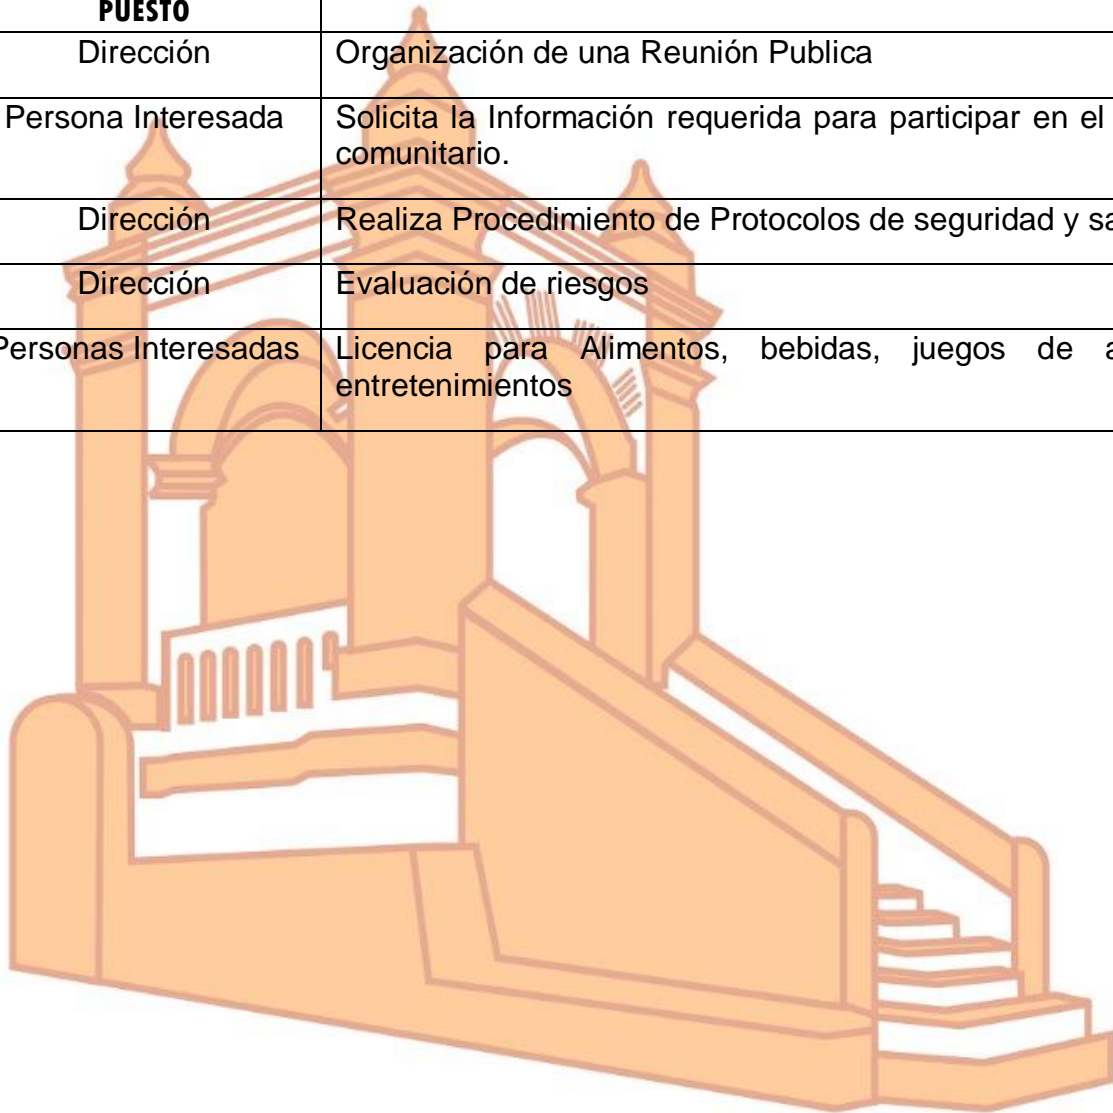 PUESTO
Dirección
Organización de una Reunión Publica
Persona Interesada
Solicita la Información requerida para participar en el
comunitario.
Dirección
Realiza Procedimiento de Protocolos de seguridad y
Dirección
Evaluación de riesgos
Personas Interesadas
Licencia para Alimentos, bebidas, juegos de
entretenimientos